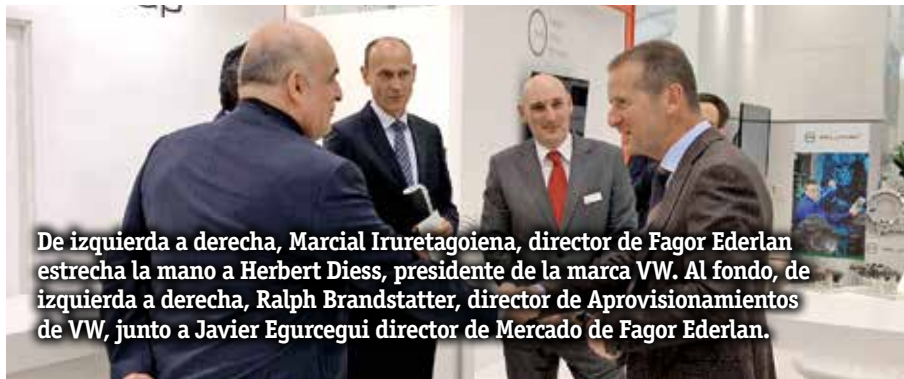 De izquierda a derecha, Marcial Iruretagoiena, director de Fagor Ederlan
estrecha la mano a Herbert Diess, presidente de la marca VW. Al fondo, de
izquierda a derecha, Ralph Brandstatter, director de Aprovisionamientos
de VW, junto a Javier Egurcegui director de Mercado de Fagor Ederlan.